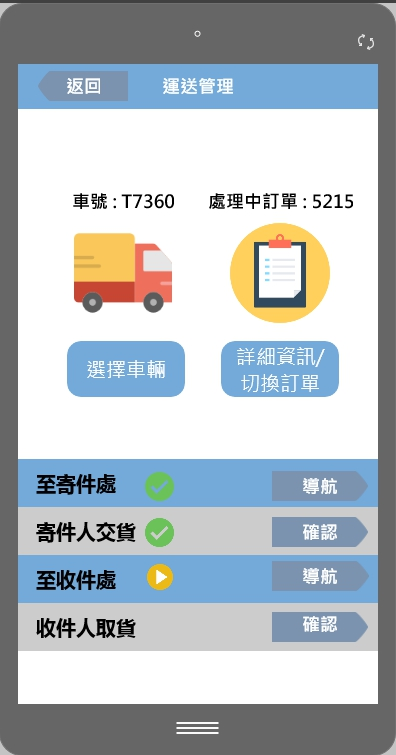 返回
運送管理
車號 : T7360
處理中訂單 : 5215
選擇車輛
詳細資訊/
切換訂單
至寄件處
導航
寄件人交貨
確認
至收件處
導航
收件人取貨
確認